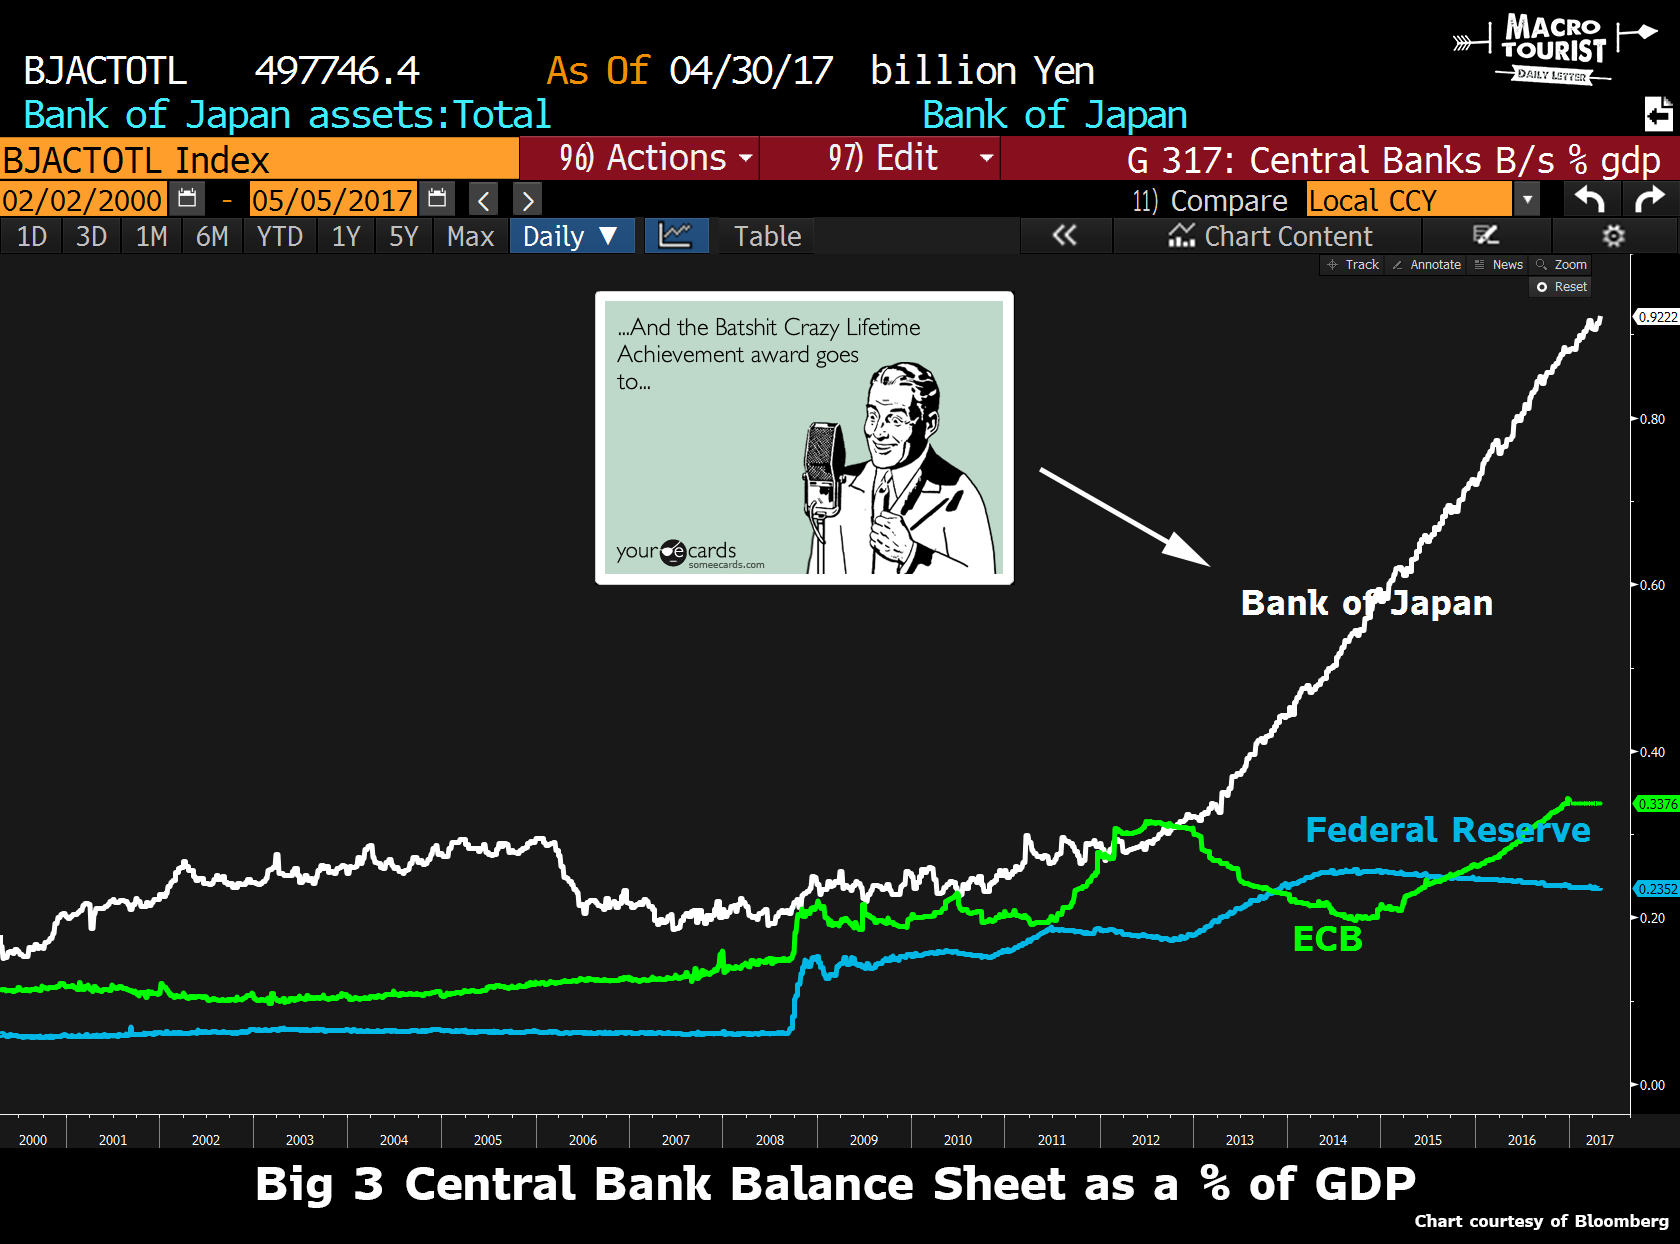 MACRO
TOURIST
DAILY LETTER
BJACTOTL 497746.4 As Of 04/30/17 billion Yen
Bank of Japan assets:Total Bank of Japan
BJACTOTL Index 96) Actions 97) Edit G 317: Central Banks B/s % gdp
02/02/2000 - 05/05/2017 < > 11) Compare Local CCY
1D 3D 1M 6M YTD 1Y 5Y Max Daily ▼ Table « Chart Content
Track Annotate News Zoom
Reset
...And the Batshit Crazy Lifetime
Achievement award goes
to...
your e cards
someecards.com
0.9222
0.80
0.60
Bank of Japan
0.40
0.3376
Federal Reserve
0.2352
0.20
ECB
0.00
2000 2001 2002 2003 2004 2005 2006 2007 2008 2009 2010 2011 2012 2013 2014 2015 2016 2017
Big 3 Central Bank Balance Sheet as a % of GDP
Chart courtesy of Bloomberg